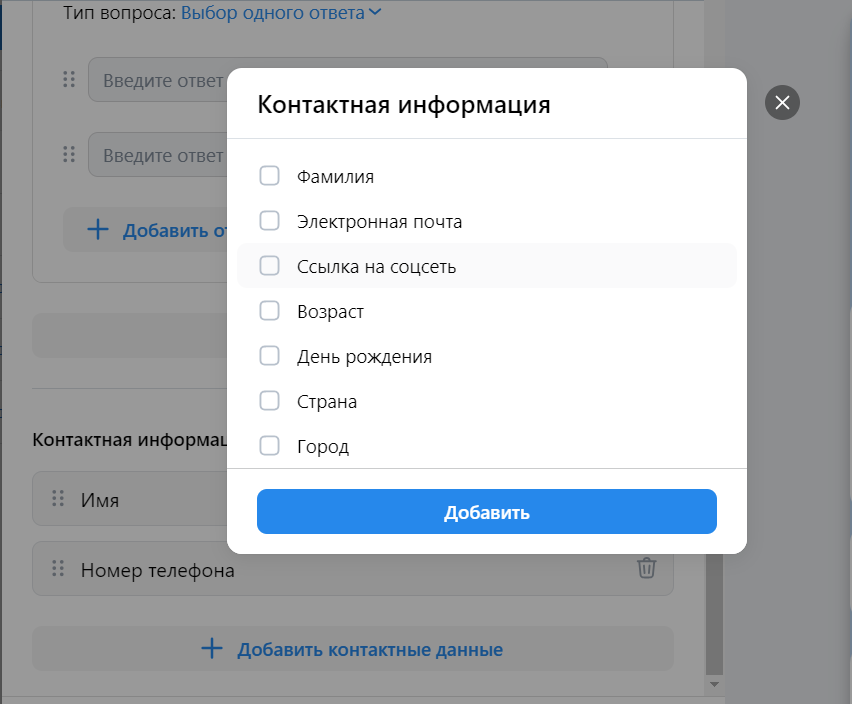 Тип вопроса: Выбор одного ответа
Введите ответ
Введите ответ
Добавить от
Контактная информация
Фамилия
Электронная почта
Ссылка на соцсеть
Возраст
День рождения
Страна
Город
Добавить
Контактная информац
Имя
Номер телефона
Добавить контактные данные